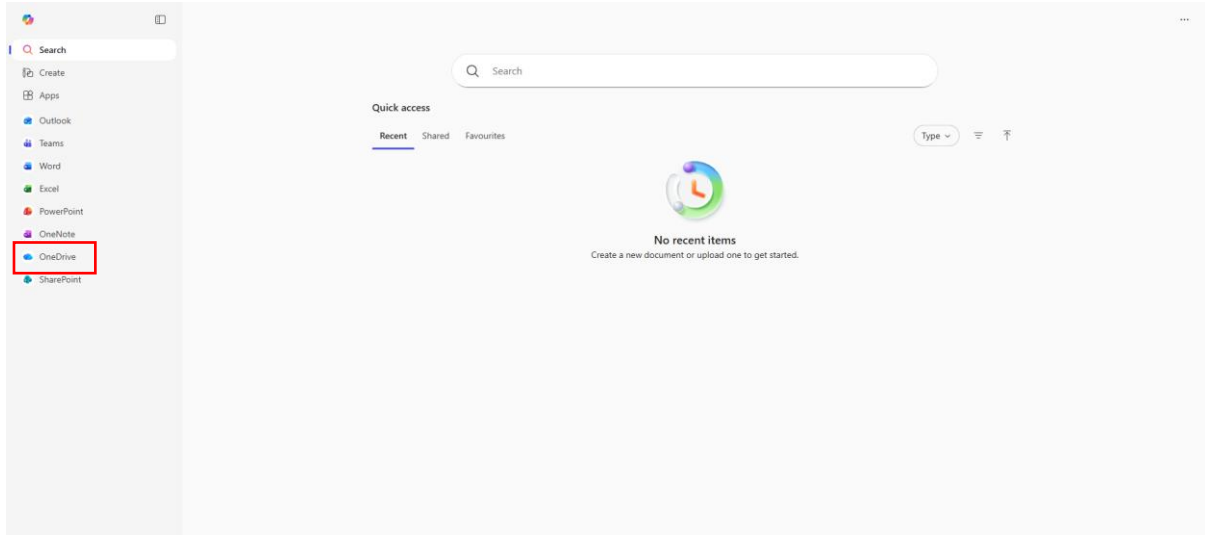 Search
Create
Apps
Outlook
Teams
Word
Excel
PowerPoint
OneNote
OneDrive
SharePoint
...
Search
Quick access
Recent Shared Favourites
Type
No recent items
Create a new document or upload one to get started.